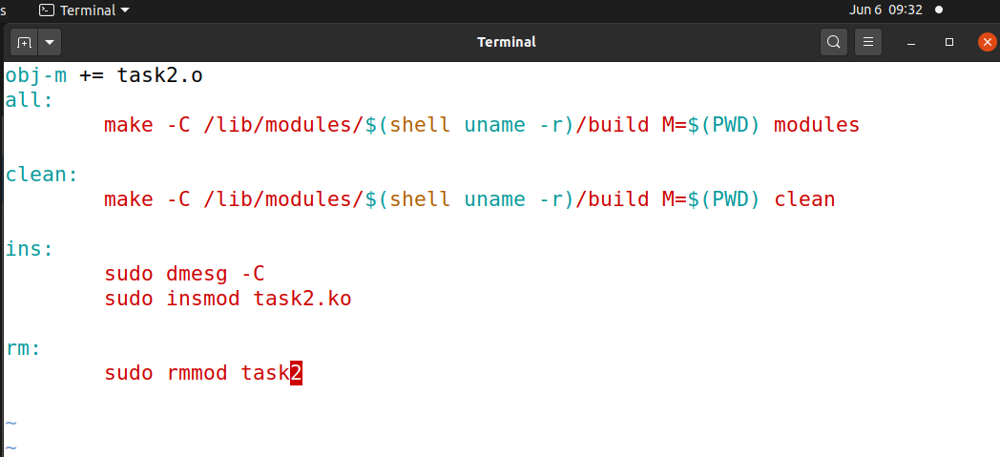 s Terminal Jun 6 09:32
Terminal
obj-m += task2.o
all:
make -C /lib/modules/$(shell uname -r)/build M=$(PWD) modules
clean:
make -C /lib/modules/$(shell uname -r)/build M=$(PWD) clean
ins:
sudo dmesg -C
sudo insmod task2.ko
rm:
sudo rmmod task2
~
~